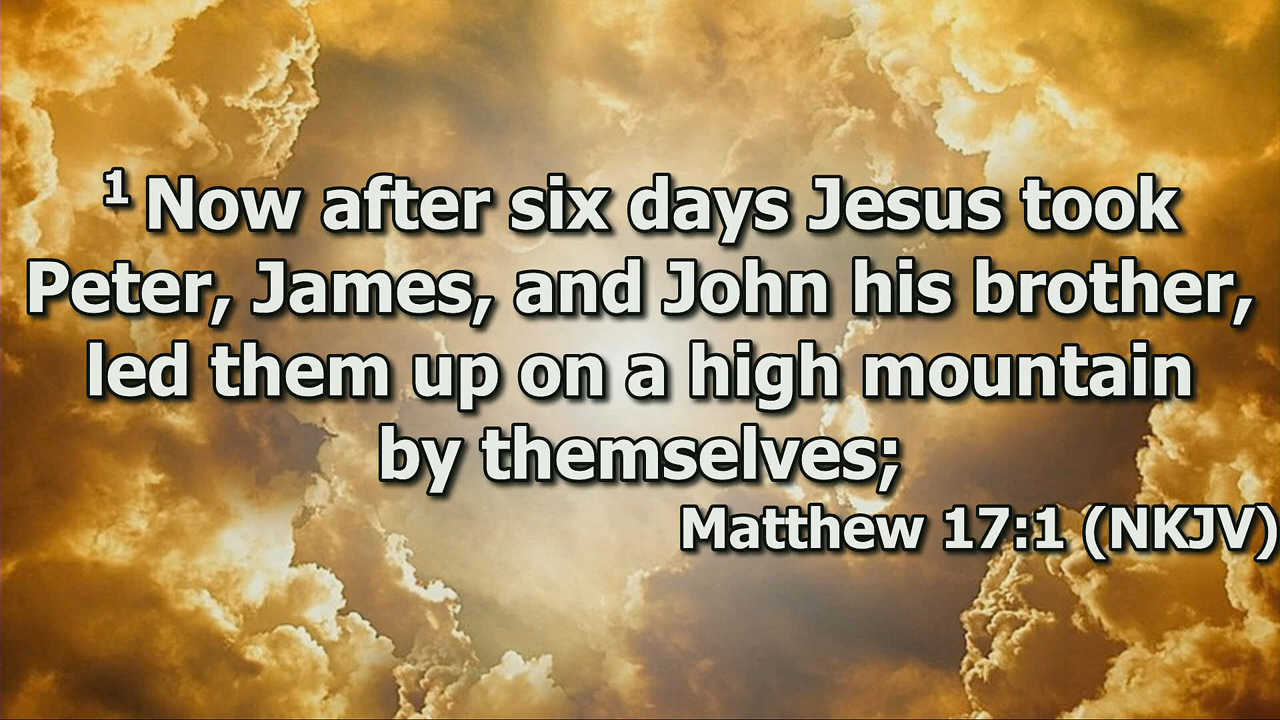 1 Now after six days Jesus took
Peter, James, and John his brother,
led them up on a high mountain
by themselves;
Matthew 17:1 (NKJV)